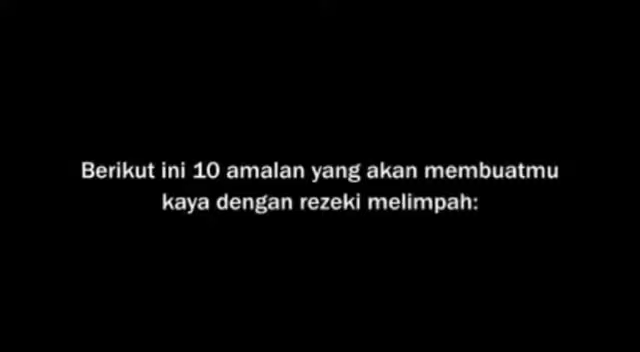 Berikut ini 10 amalan yang akan membuatmu
kaya dengan rezeki melimpah: